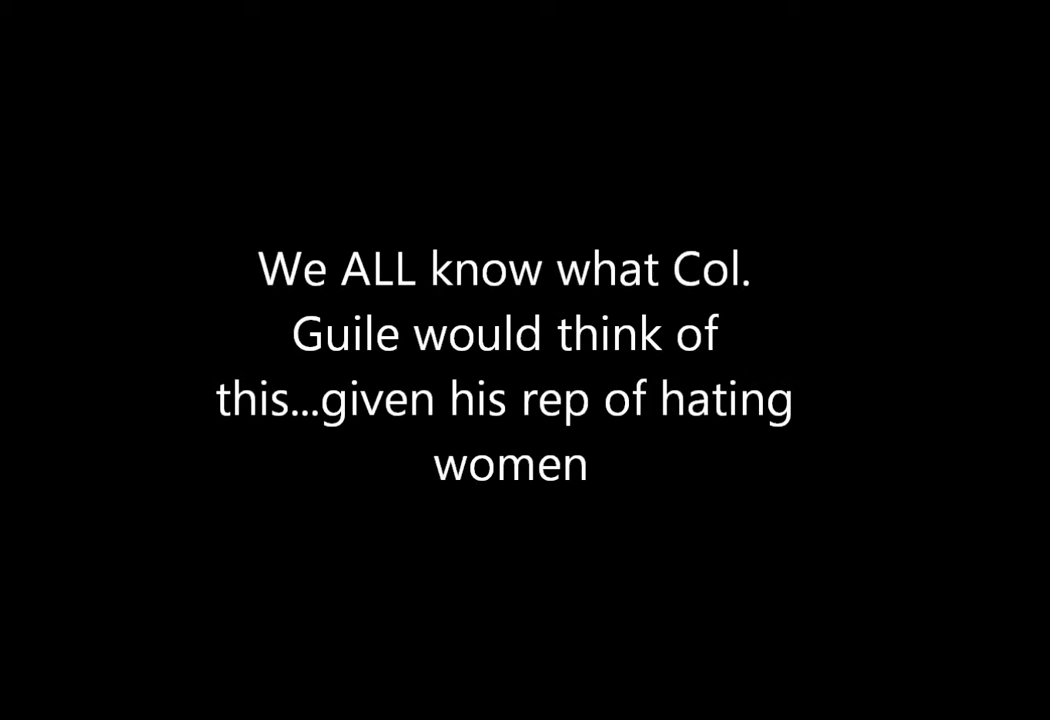 We ALL know what Col.
Guile would think of
this...given his rep of hating
women